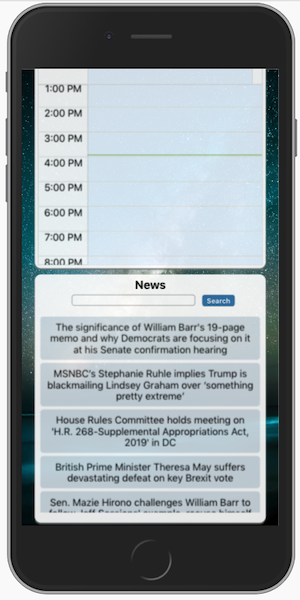 1:00 PM
2:00 PM
3:00 PM
4:00 PM
5:00 PM
6:00 PM
7:00 PM
8:00 PM
News
Search
The significance of William Barr's 19-page
memo and why Democrats are focusing on it
at his Senate confirmation hearing
MSNBC's Stephanie Ruhle implies Trump is
blackmailing Lindsey Graham over 'something
pretty extreme'
House Rules Committee holds meeting on
'H.R. 268-Supplemental Appropriations Act,
2019' in DC
British Prime Minister Theresa May suffers
devastating defeat on key Brexit vote
Sen. Mazie Hirono challenges William Barr to
follow Jeff Sessions' example, recuse himself